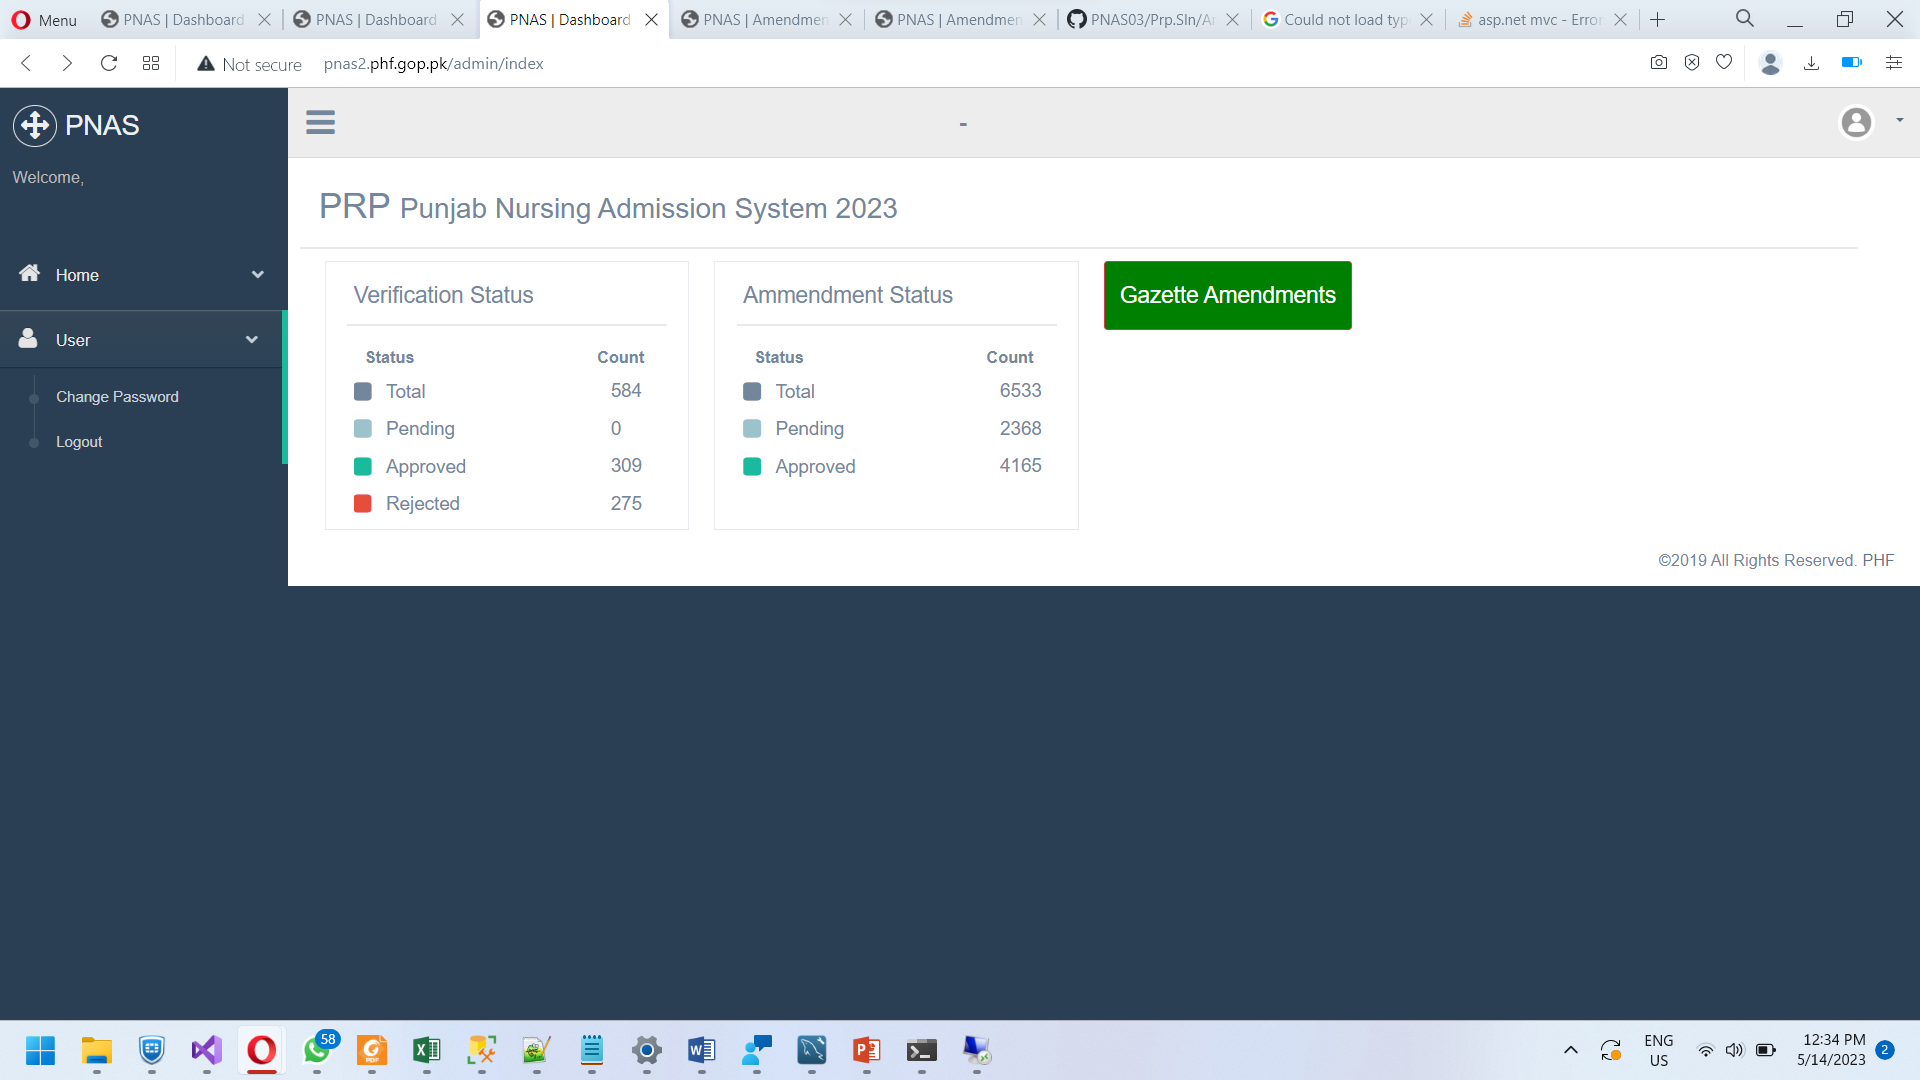 Menu
PNAS | Dashboard
PNAS | Dashboard
PNAS | Dashboard
PNAS | Amendmen
PNAS | Amendmen
PNAS03/Prp.Sln/Ar
Could not load typ
asp.net mvc - Error
Not secure
pnas2.phf.gop.pk/admin/index
PNAS
Welcome,
Home
User
Change Password
Logout
-
PRP Punjab Nursing Admission System 2023
Verification Status
Status Count
Total 584
Pending 0
Approved 309
Rejected 275
Ammendment Status
Status Count
Total 6533
Pending 2368
Approved 4165
Gazette Amendments
©2019 All Rights Reserved. PHF
58
PDF
ENG
US
12:34 PM
5/14/2023
2